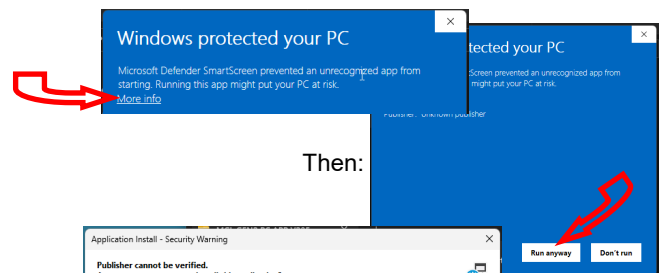 Windows protected your PC
Microsoft Defender SmartScreen prevented an unrecognized app from
starting. Running this app might put your PC at risk.
More info
tected your PC
Screen prevented an unrecognized app from
might put your PC at risk.
Publisher: Unknown publisher
Then:
Run anyway
Don't run
Application Install - Security Warning
Publisher cannot be verified.